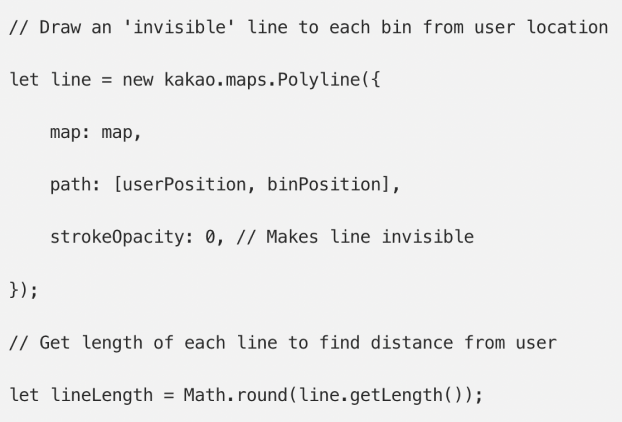 // Draw an 'invisible' line to each bin from user location
let line = new kakao.maps.Polyline({
    map: map,
    path: [userPosition, binPosition],
    strokeOpacity: 0, // Makes line invisible
});
// Get length of each line to find distance from user
let lineLength = Math.round(line.getLength());